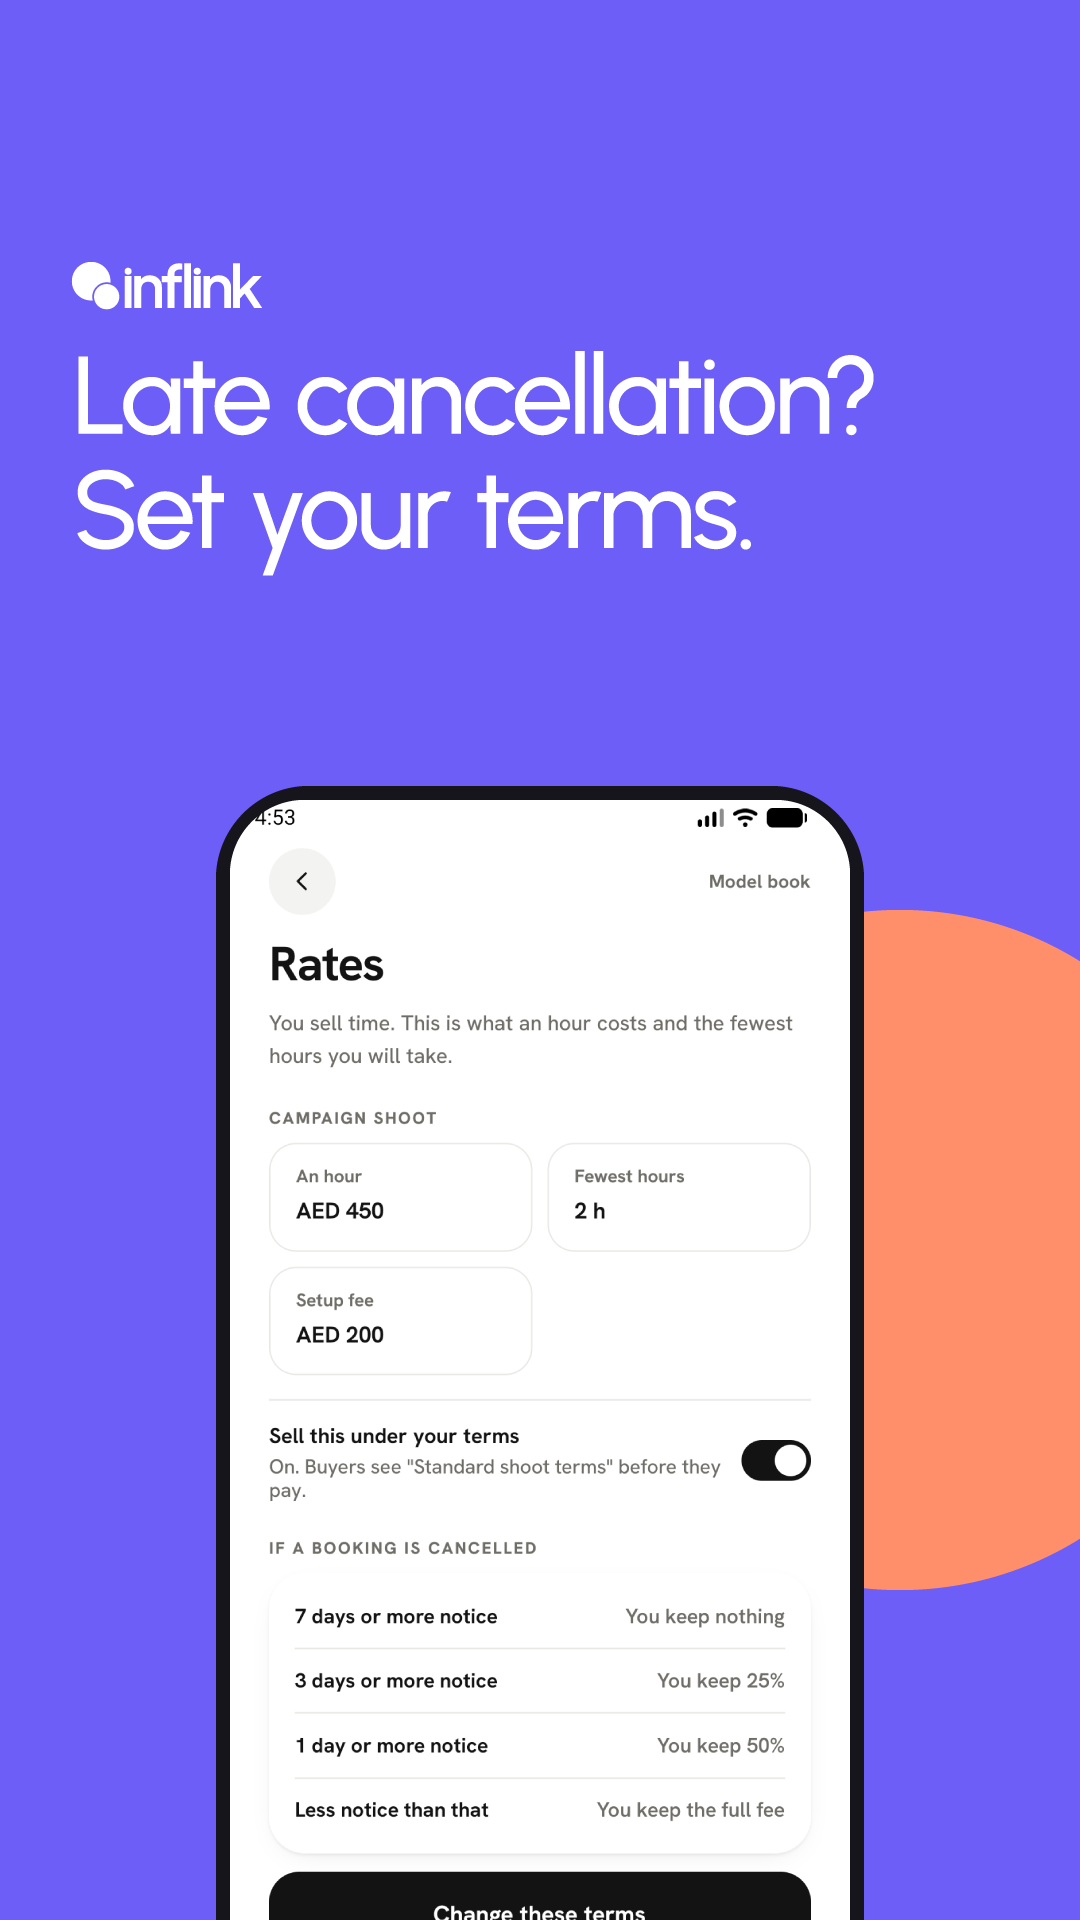 inflink
Late cancellation?
Set your terms.
4:53
Model book
Rates
You sell time. This is what an hour costs and the fewest
hours you will take.
CAMPAIGN SHOOT
An hour
AED 450
Fewest hours
2 h
Setup fee
AED 200
Sell this under your terms
On. Buyers see "Standard shoot terms" before they
pay.
IF A BOOKING IS CANCELLED
7 days or more notice
You keep nothing
3 days or more notice
You keep 25%
1 day or more notice
You keep 50%
Less notice than that
You keep the full fee
Change these terms